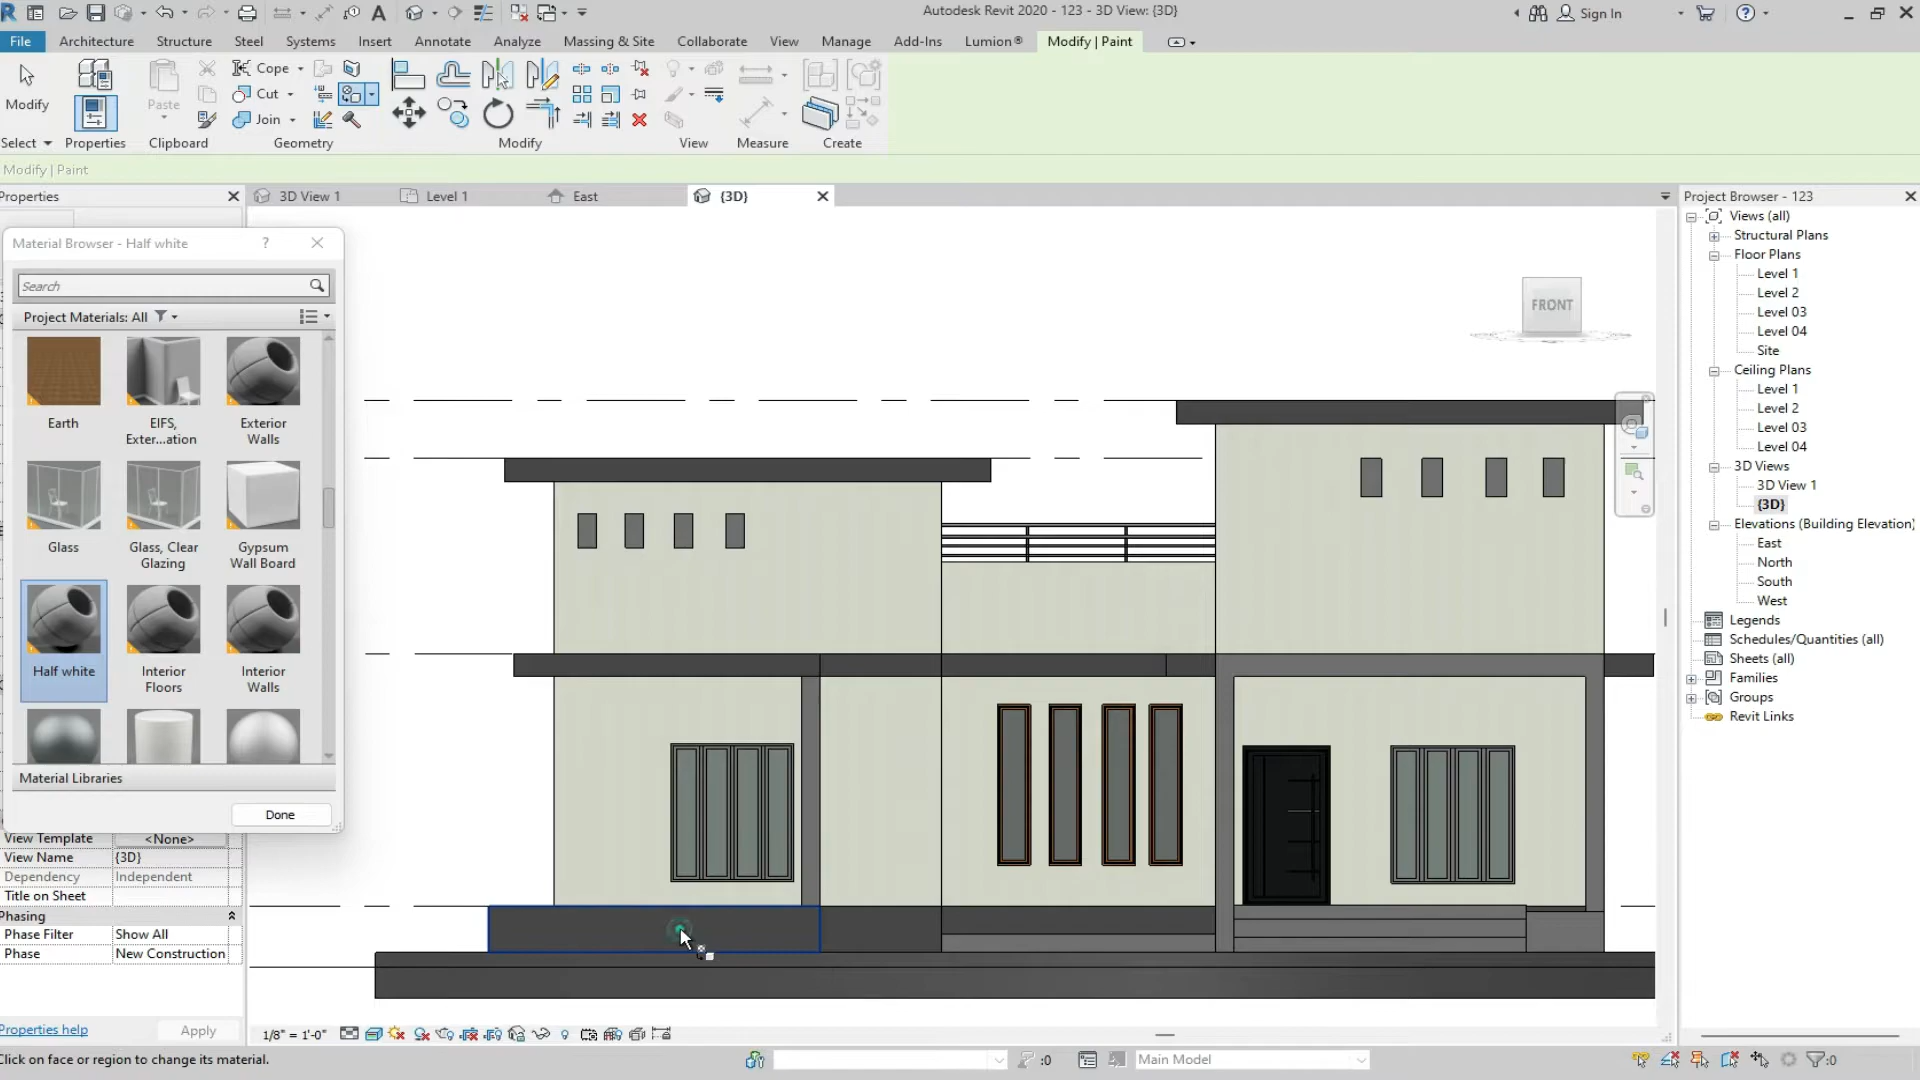 Autodesk Revit 2020 - 123 - 3D View: {3D}
Sign In
File
Architecture
Structure
Steel
Systems
Insert
Annotate
Analyze
Massing & Site
Collaborate
View
Manage
Add-Ins
Lumion®
Modify | Paint
Modify
Paste
Cope
Cut
Join
Select
Properties
Clipboard
Geometry
Modify
View
Measure
Create
Modify | Paint
Properties
3D View 1
Level 1
East
{3D}
Project Browser - 123
Material Browser - Half white
?
Search
Project Materials: All
Earth
EIFS,
Exter...ation
Exterior
Walls
Glass
Glass, Clear
Glazing
Gypsum
Wall Board
Half white
Interior
Floors
Interior
Walls
Material Libraries
Done
View Template
<None>
View Name
{3D}
Dependency
Independent
Title on Sheet
Phasing
Phase Filter
Show All
Phase
New Construction
Properties help
Apply
FRONT
Views (all)
Structural Plans
Floor Plans
Level 1
Level 2
Level 03
Level 04
Site
Ceiling Plans
Level 1
Level 2
Level 03
Level 04
3D Views
3D View 1
{3D}
Elevations (Building Elevation)
East
North
South
West
Legends
Schedules/Quantities (all)
Sheets (all)
Families
Groups
Revit Links
1/8" = 1'-0"
Click on face or region to change its material.
:0
Main Model
:0